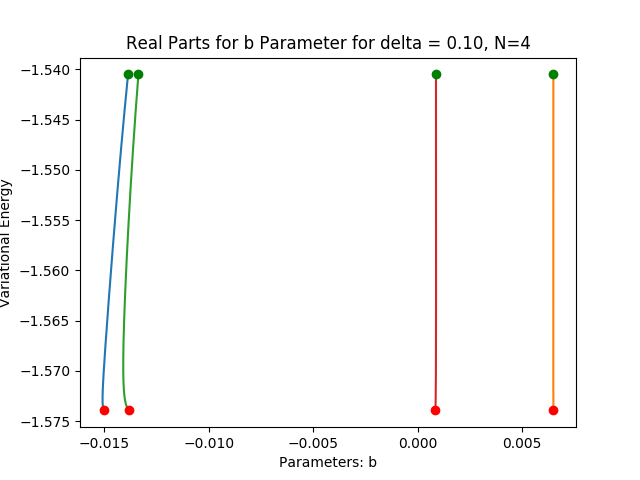 Real Parts for b Parameter for delta = 0.10, N=4
Variational Energy
−1.540
−1.545
−1.550
−1.555
−1.560
−1.565
−1.570
−1.575
−0.015 −0.010 −0.005 0.000 0.005
Parameters: b